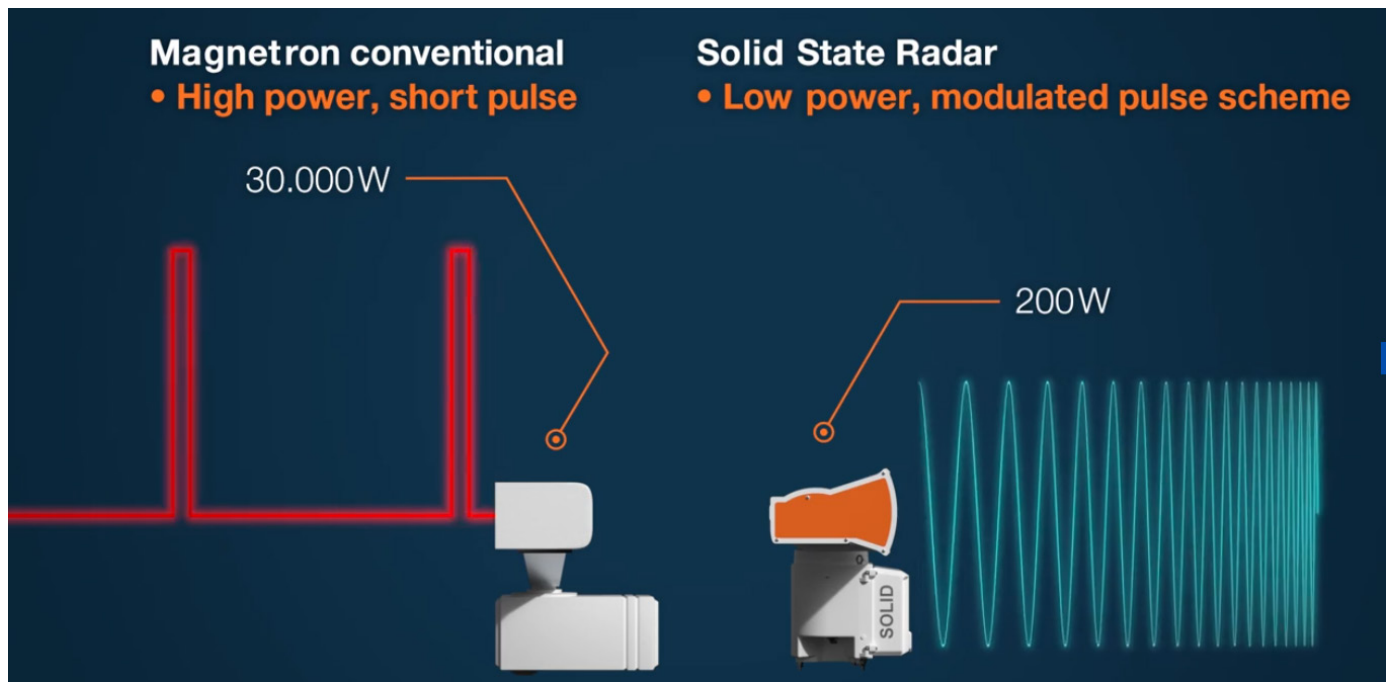 Magnetron conventional
• High power, short pulse
Solid State Radar
• Low power, modulated pulse scheme
30.000W
200W
SOLID